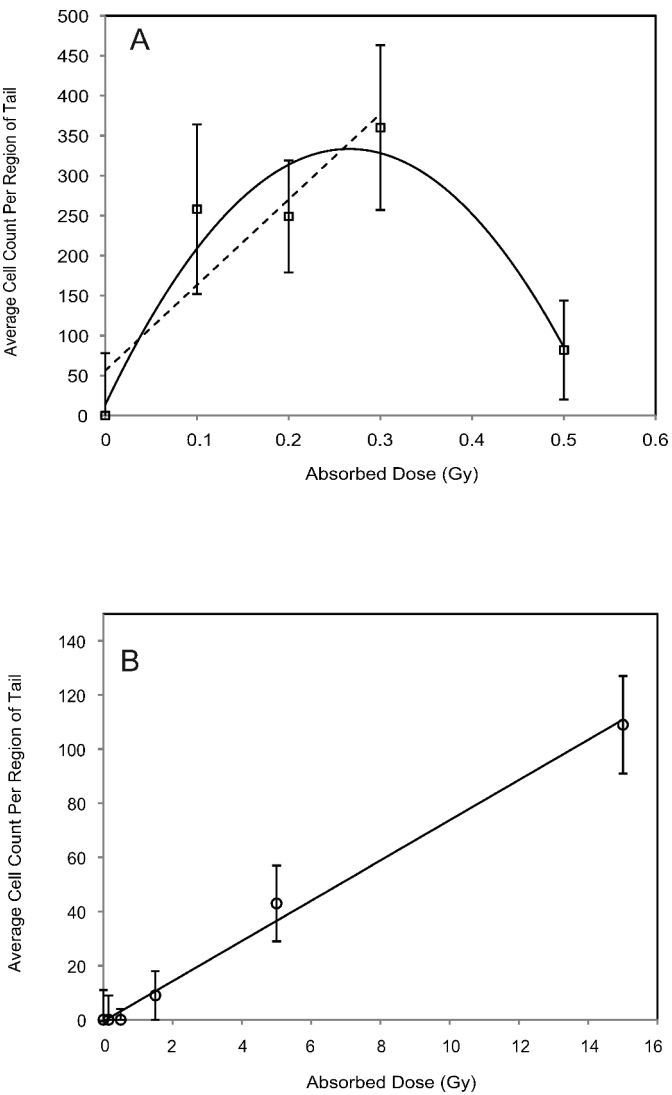 A
500
450
400
350
300
250
200
150
100
50
0
Average Cell Count Per Region of Tail
0 0.1 0.2 0.3 0.4 0.5 0.6
Absorbed Dose (Gy)
B
140
120
100
80
60
40
20
0
Average Cell Count Per Region of Tail
0 2 4 6 8 10 12 14 16
Absorbed Dose (Gy)